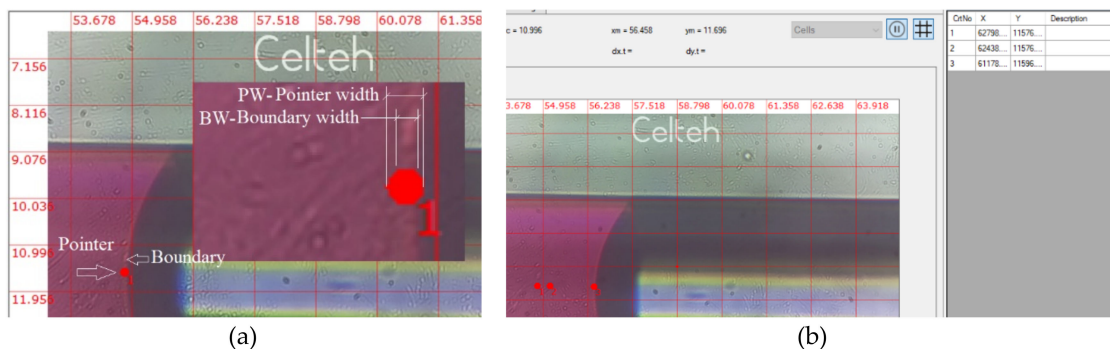 53.678 54.958 56.238 57.518 58.798 60.078 61.358
Celteh
7.156
PW-Pointer width
8.116
BW-Boundary width
9.076
10.036
1
10.996
Pointer
Boundary
11.956
(a)
c = 10.996 xm = 56.458 ym = 11.696 Cells
dx.t = dy.t =
CrtNo X Y Description
1 62798.... 11576....
2 62438.... 11576....
3 61178.... 11596....
3.678 54.958 56.238 57.518 58.798 60.078 61.358 62.638 63.918
Celteh
(b)